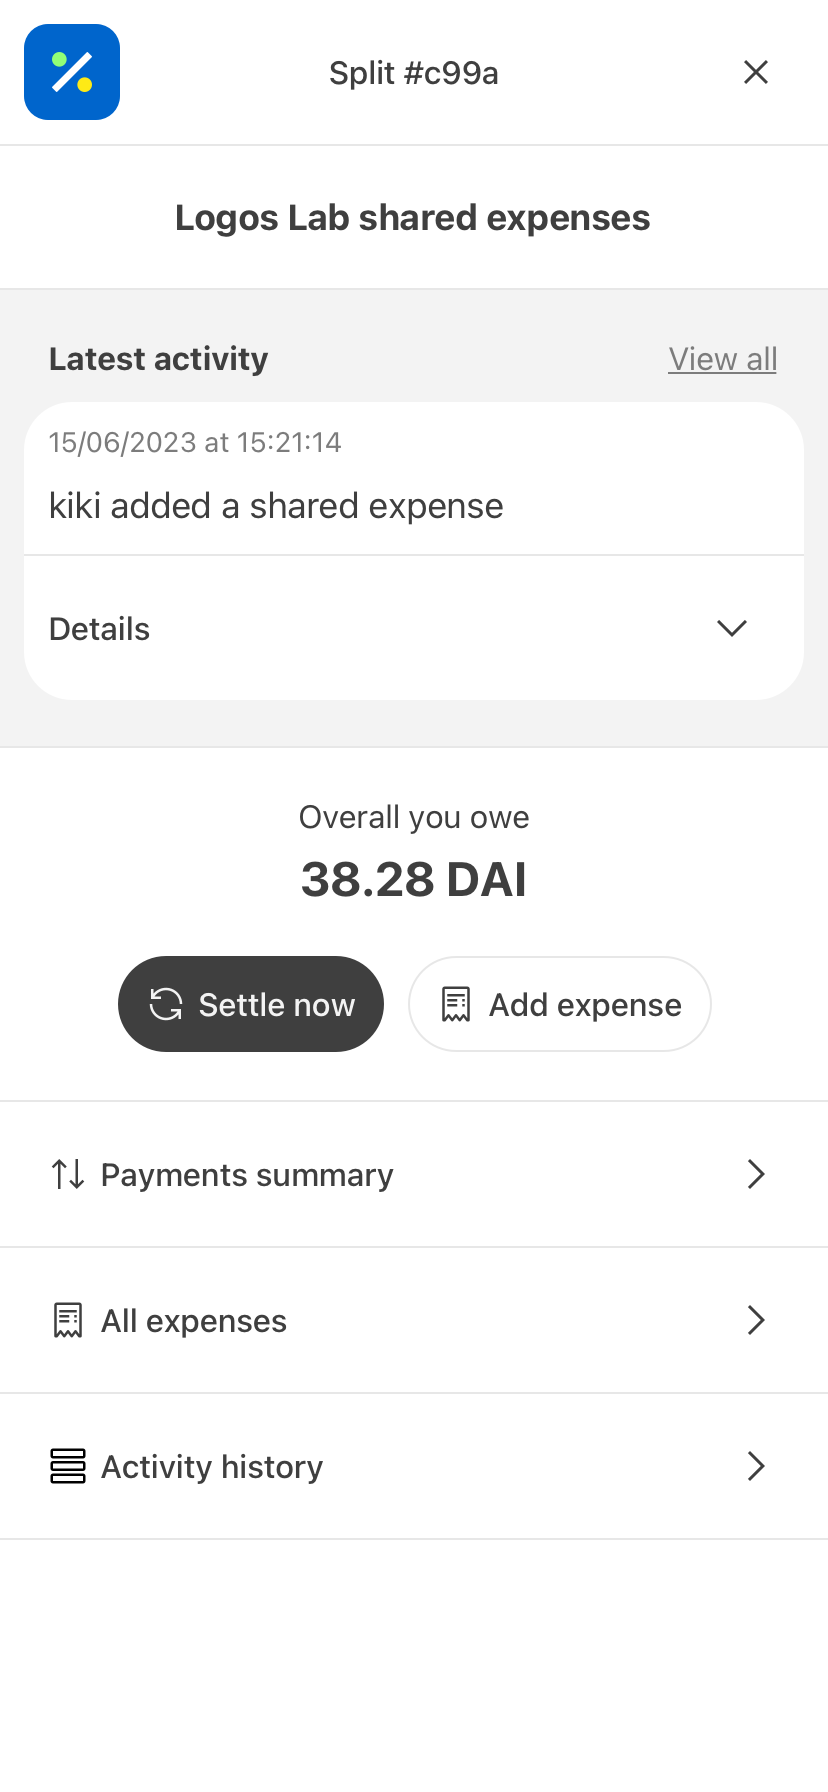 Split #c99a
Logos Lab shared expenses
Latest activity
View all
15/06/2023 at 15:21:14
kiki added a shared expense
Details
Overall you owe
38.28 DAI
Settle now
Add expense
Payments summary
All expenses
Activity history